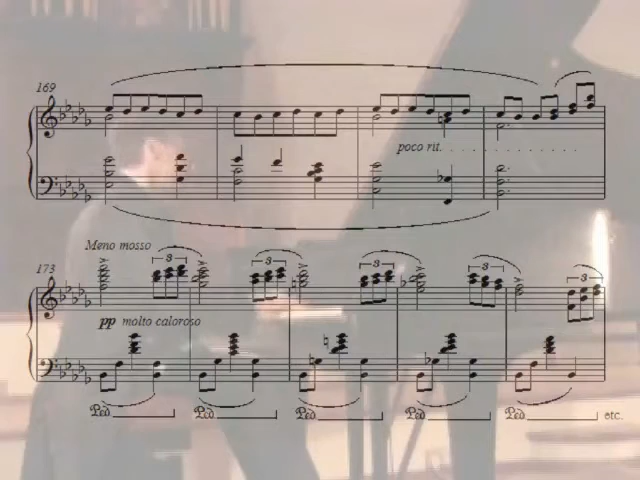 169
poco rit.
Meno mosso
3 3 3 3 3
173
pp molto caloroso
Ped Ped Ped Ped Ped etc.